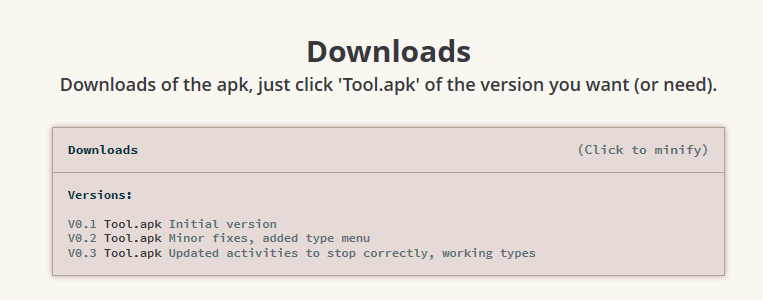 Downloads
Downloads of the apk, just click 'Tool.apk' of the version you want (or need).
Downloads (Click to minify)
Versions:
V0.1 Tool.apk Initial version
V0.2 Tool.apk Minor fixes, added type menu
V0.3 Tool.apk Updated activities to stop correctly, working types